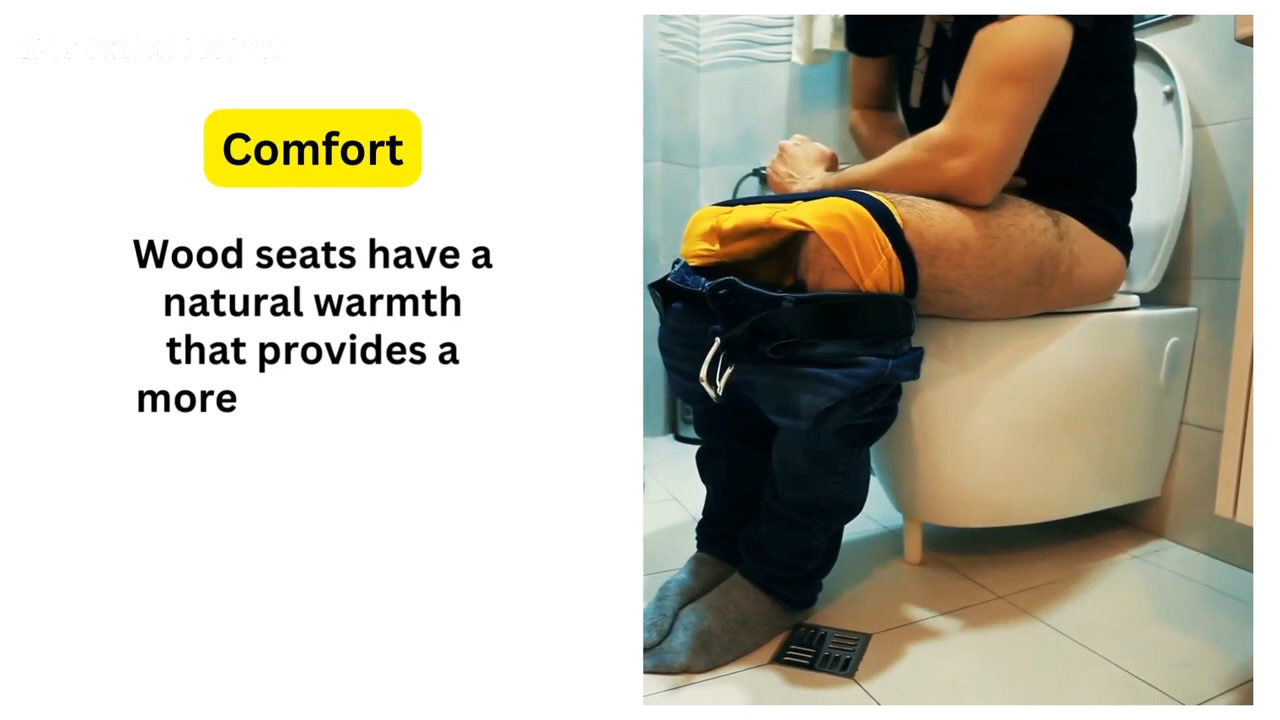 Comfort
Wood seats have a
natural warmth
that provides a
more